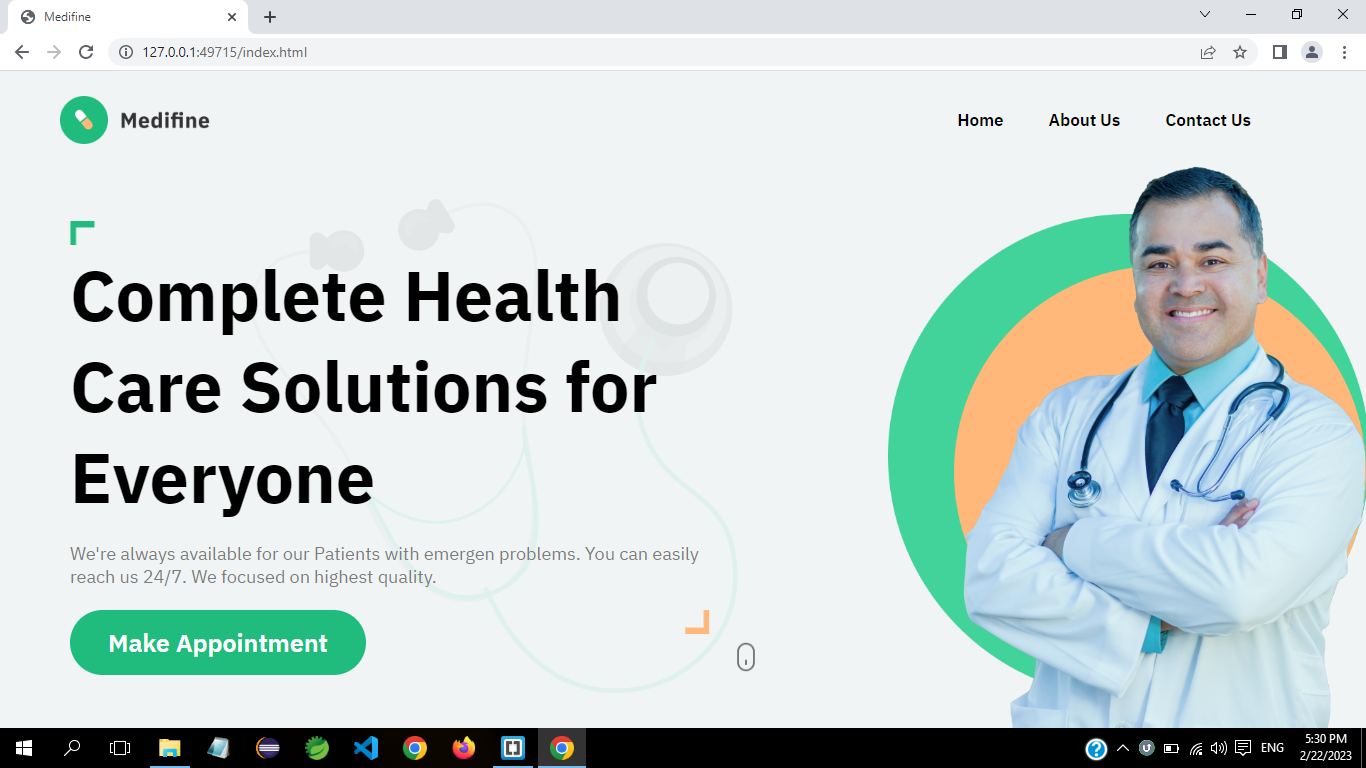 Medifine
127.0.0.1:49715/index.html
Medifine
Home
About Us
Contact Us
Complete Health
Care Solutions for
Everyone
We're always available for our Patients with emergen problems. You can easily
reach us 24/7. We focused on highest quality.
Make Appointment
ENG
5:30 PM
2/22/2023